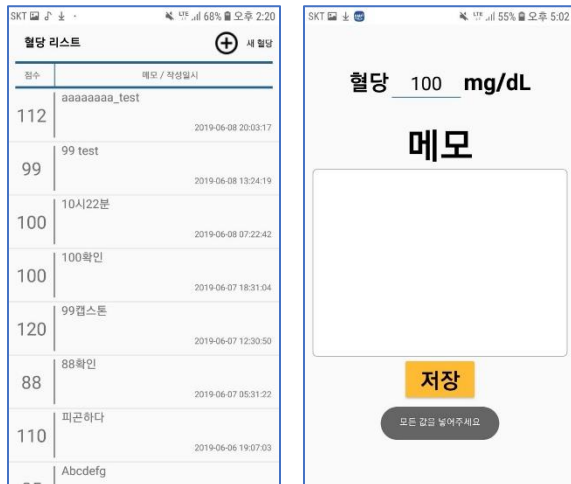 SKT 68% 오후 2:20
혈당 리스트 새 혈당
점수 메모 / 작성일시
aaaaaaaa_test
112
2019-06-08 20:03:17
99 test
99
2019-06-08 13:24:19
10시22분
100
2019-06-08 07:22:42
100확인
100
2019-06-07 18:31:04
99캡스톤
120
2019-06-07 12:30:50
88확인
88
2019-06-07 05:31:22
피곤하다
110
2019-06-06 19:07:03
Abcdefg
SKT LTE 55% 오후 5:02
혈당 100 mg/dL
메모
저장
모든 값을 넣어주세요